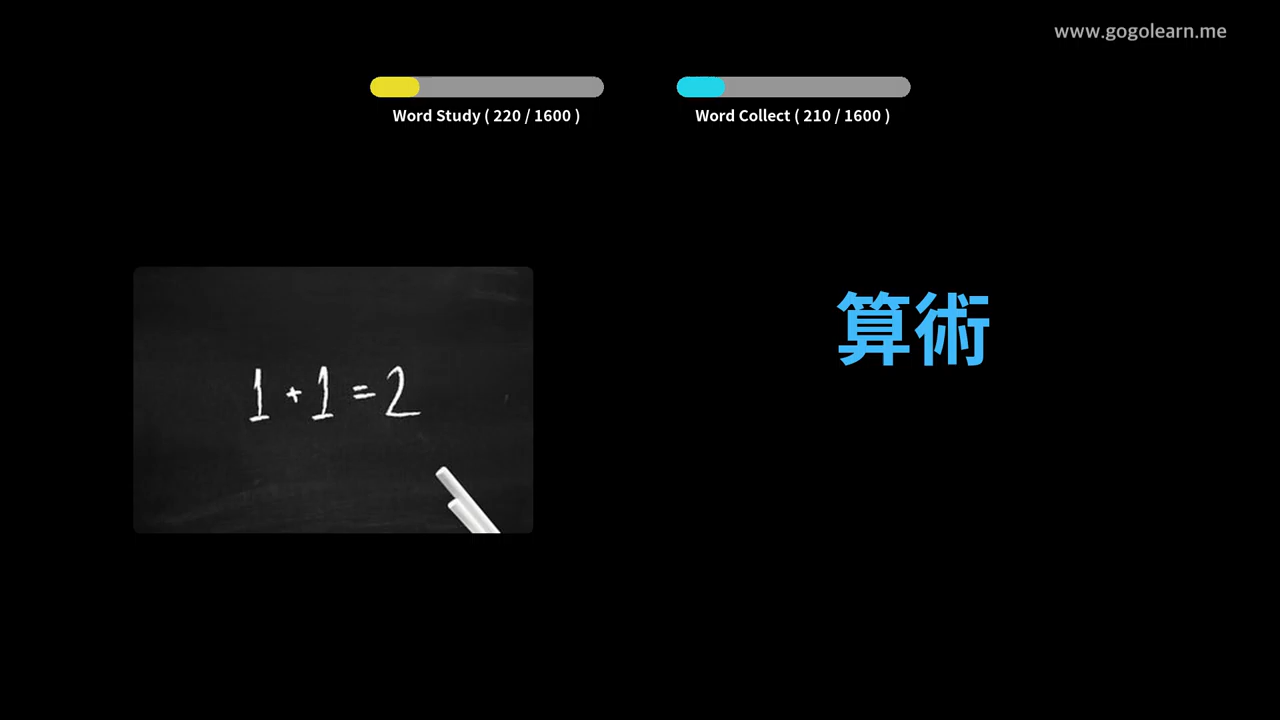 www.gogolearn.me
Word Study ( 220 / 1600 )
Word Collect ( 210 / 1600 )
算術
1 + 1 = 2